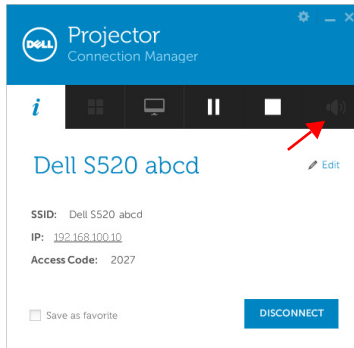 DELL
Projector
Connection Manager
i
Dell S520 abcd
Edit
SSID: Dell S520 abcd
IP: 192.168.100.10
Access Code: 2027
Save as favorite
DISCONNECT